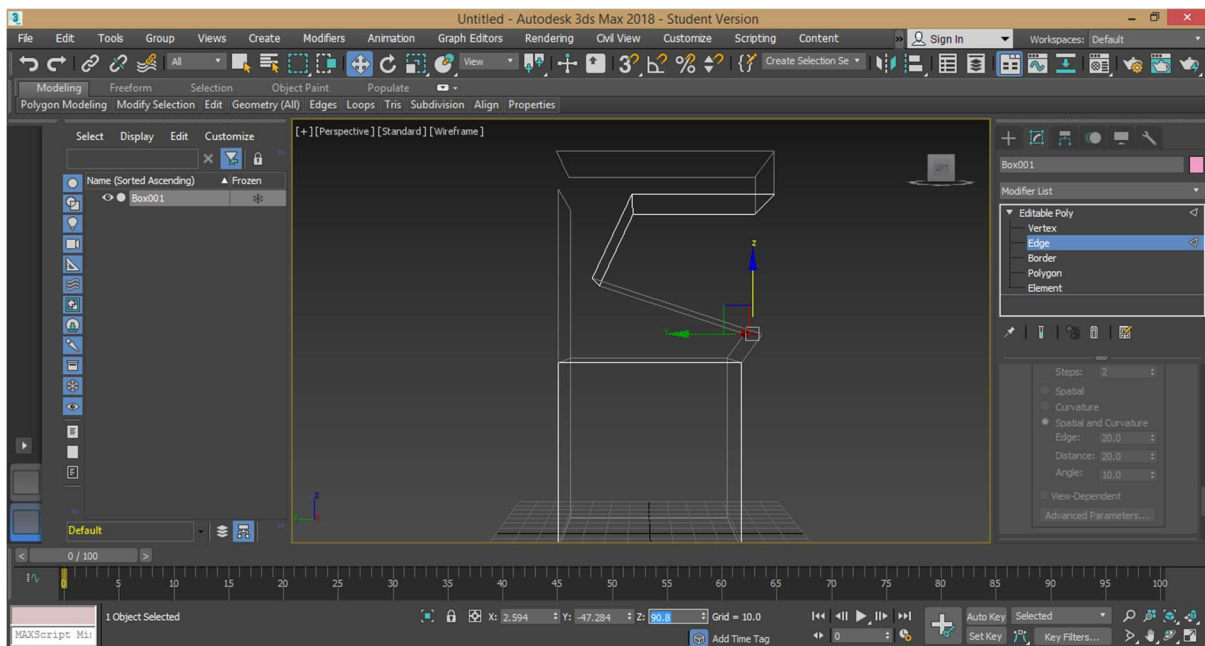 3
Untitled - Autodesk 3ds Max 2018 - Student Version
File Edit Tools Group Views Create Modifiers Animation Graph Editors Rendering Civil View Customize Scripting Content » Sign In Workspaces: Default
All View Create Selection Se
Modeling Freeform Selection Object Paint Populate
Polygon Modeling Modify Selection Edit Geometry (All) Edges Loops Tris Subdivision Align Properties
Select Display Edit Customize
Name (Sorted Ascending) ▲ Frozen
Box001
[+] [Perspective] [Standard] [Wireframe]
LEFT
z
Y
z
Box001
Modifier List
Editable Poly
Vertex
Edge
Border
Polygon
Element
Steps: 2
Spatial
Curvature
Spatial and Curvature
Edge: 20.0
Distance: 20.0
Angle: 10.0
View-Dependent
Advanced Parameters...
Default
< 0 / 100 >
0 5 10 15 20 25 30 35 40 45 50 55 60 65 70 75 80 85 90 95 100
1 Object Selected X: 2.594 Y: -47.284 Z: 90.8 Grid = 10.0 Auto Key Selected
MAXScript Mi: Add Time Tag 0 Set Key Key Filters...